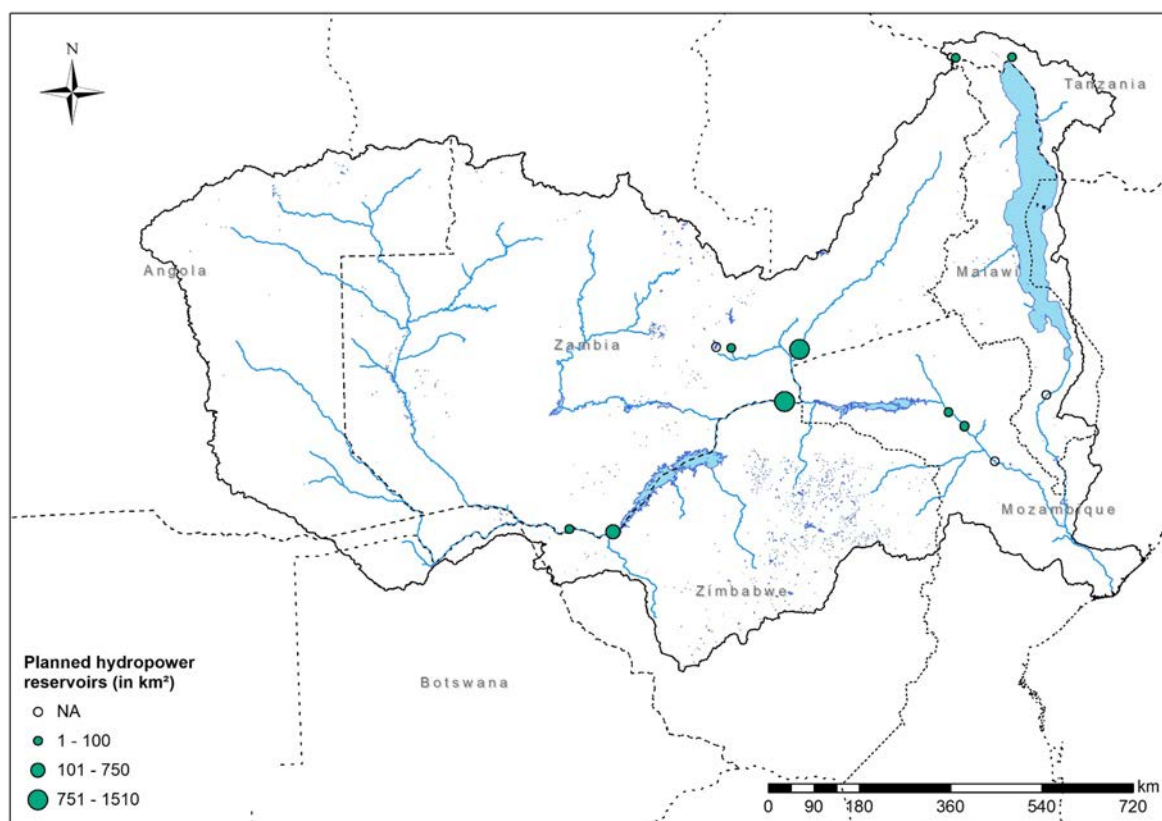 N
Tanzania
Angola
Malawi
Zambia
Mozambique
Zimbabwe
Botswana
Planned hydropower
reservoirs (in km²)
NA
1 - 100
101 - 750
751 - 1510
km
0 90 180 360 540 720